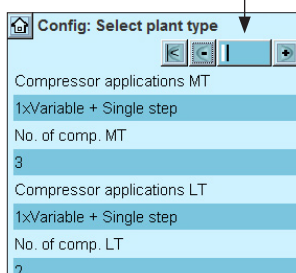 Config: Select plant type
Compressor applications MT
1xVariable + Single step
No. of comp. MT
3
Compressor applications LT
1xVariable + Single step
No. of comp. LT
2